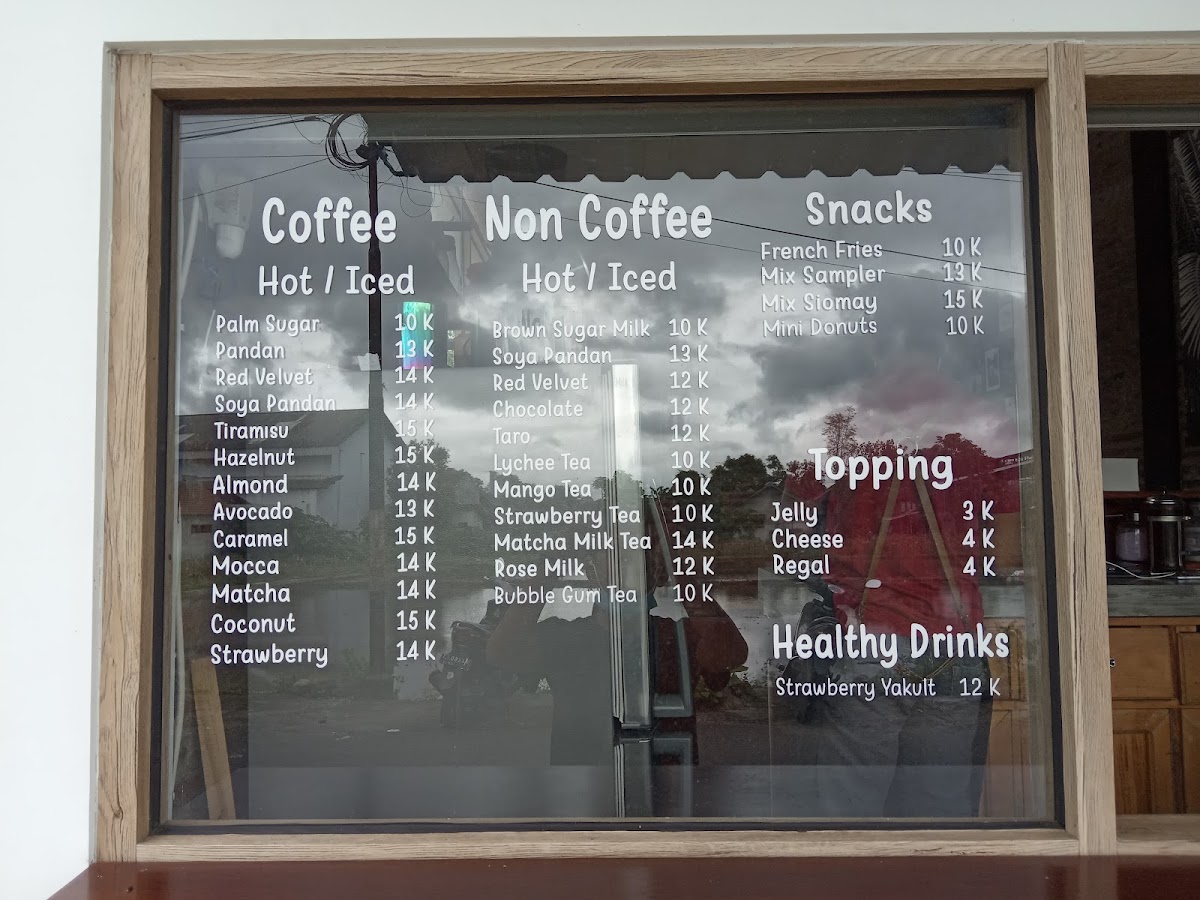 Coffee
Hot / Iced
Palm Sugar 10 K
Pandan 13 K
Red Velvet 14 K
Soya Pandan 14 K
Tiramisu 15 K
Hazelnut 15 K
Almond 14 K
Avocado 13 K
Caramel 15 K
Mocca 14 K
Matcha 14 K
Coconut 15 K
Strawberry 14 K
Non Coffee
Hot / Iced
Brown Sugar Milk 10 K
Soya Pandan 13 K
Red Velvet 12 K
Chocolate 12 K
Taro 12 K
Lychee Tea 10 K
Mango Tea 10 K
Strawberry Tea 10 K
Matcha Milk Tea 14 K
Rose Milk 12 K
Bubble Gum Tea 10 K
Snacks
French Fries 10 K
Mix Sampler 13 K
Mix Siomay 15 K
Mini Donuts 10 K
Topping
Jelly 3 K
Cheese 4 K
Regal 4 K
Healthy Drinks
Strawberry Yakult 12 K